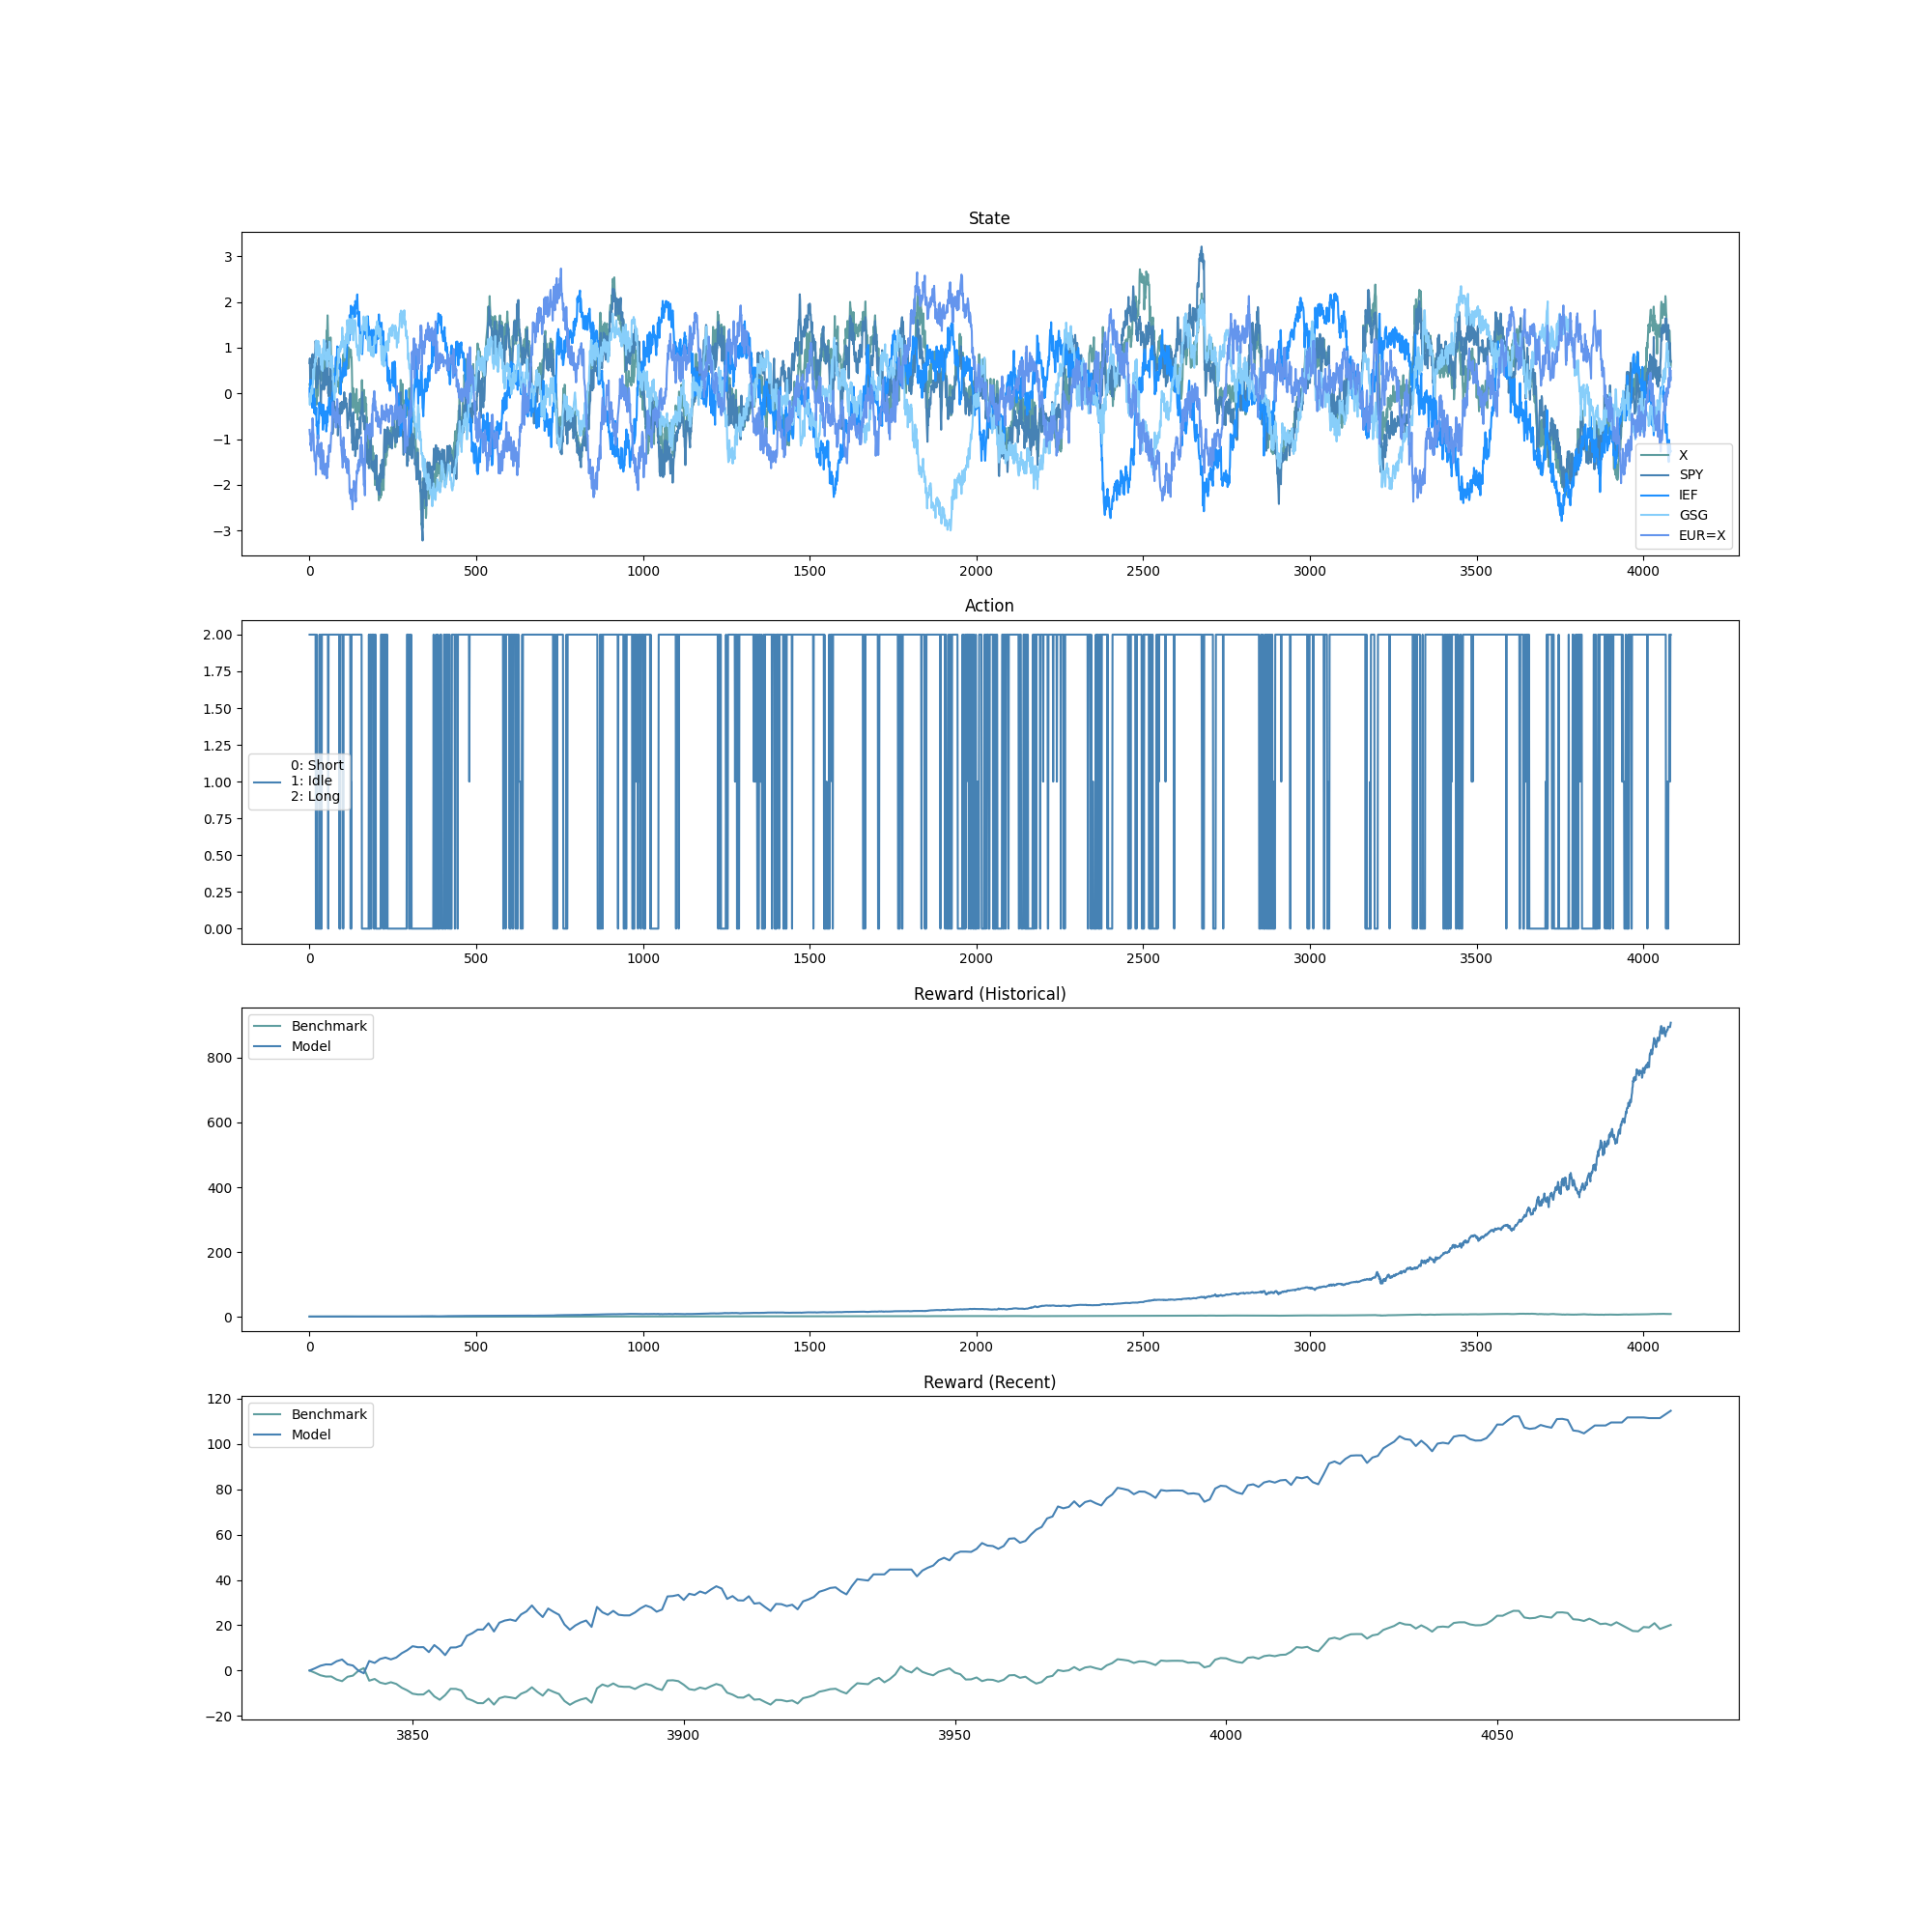 State
3
2
1
0
−1
−2
−3
X
SPY
IEF
GSG
EUR=X
0 500 1000 1500 2000 2500 3000 3500 4000
Action
2.00
1.75
1.50
1.25
1.00
0.75
0.50
0.25
0.00
0: Short
1: Idle
2: Long
0 500 1000 1500 2000 2500 3000 3500 4000
Reward (Historical)
Benchmark
Model
800
600
400
200
0
0 500 1000 1500 2000 2500 3000 3500 4000
Reward (Recent)
Benchmark
Model
120
100
80
60
40
20
0
−20
3850 3900 3950 4000 4050